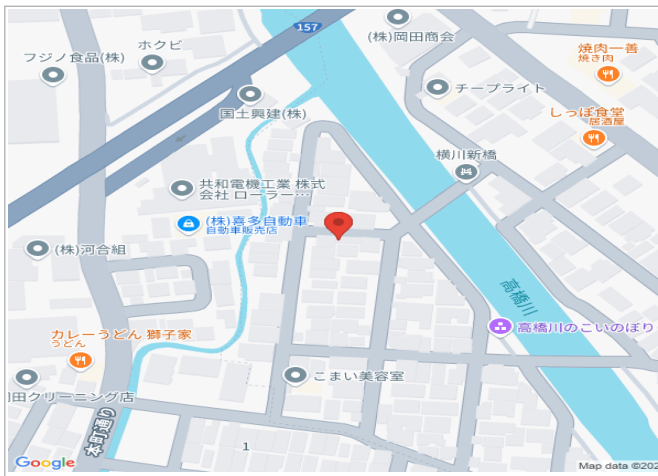 157
(株)岡田商会
ホクビ
フジノ食品(株)
焼肉一善
焼き肉
チープライト
国土興建(株)
しっぽ食堂
居酒屋
横川新橋
共和電機工業 株式
会社 ローラー…
(株)喜多自動車
自動車販売店
(株)河合組
高橋川
高橋川のこいのぼり
カレーうどん 獅子家
うどん
こまい美容室
田クリーニング店
本町通り
1
Google
Map data ©202